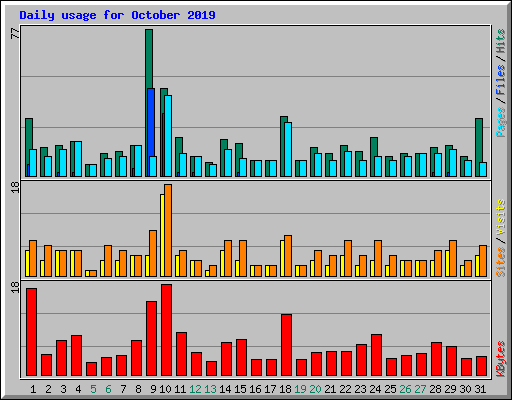 Daily usage for October 2019
77
Pages / Files / Hits
18
Sites / Visits
18
KBytes
1 2 3 4 5 6 7 8 9 10 11 12 13 14 15 16 17 18 19 20 21 22 23 24 25 26 27 28 29 30 31